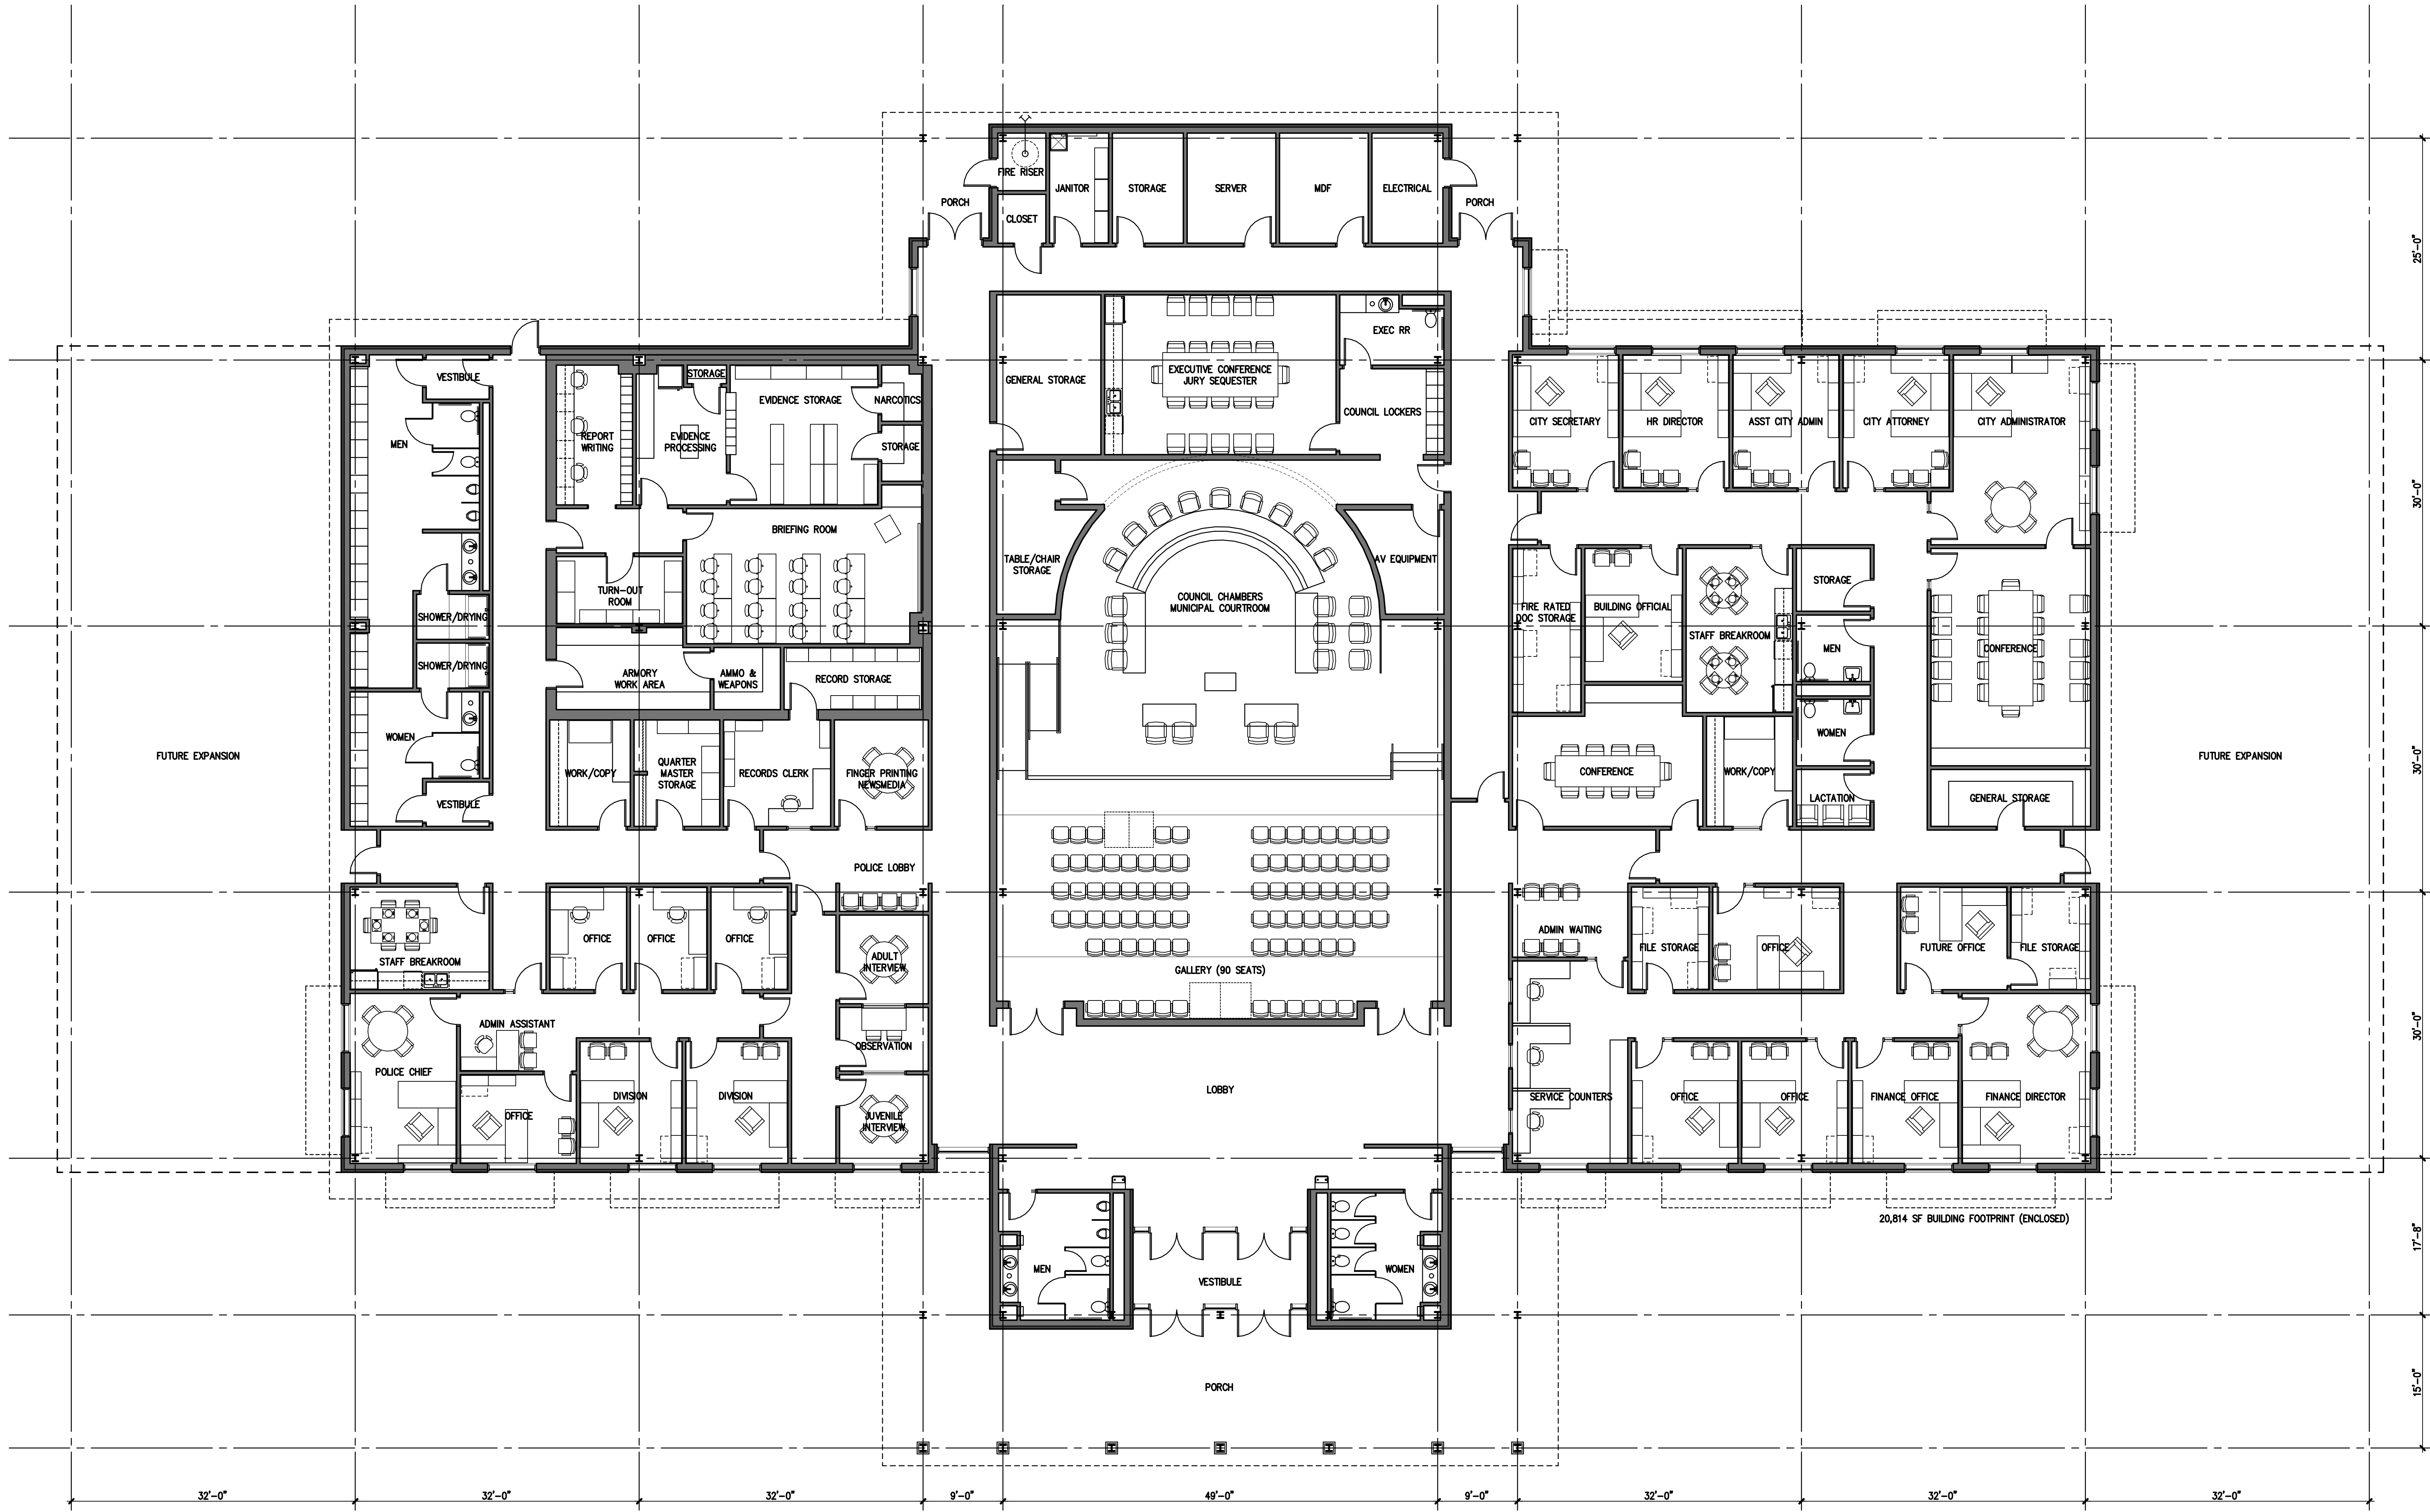 FIRE RISER
JANITOR
STORAGE
SERVER
MDF
ELECTRICAL
PORCH
PORCH
CLOSET
25'-0"
VESTIBULE
STORAGE
EVIDENCE STORAGE
NARCOTICS
MEN
REPORT
WRITING
EVIDENCE
PROCESSING
STORAGE
BRIEFING ROOM
TURN-OUT
ROOM
SHOWER/DRYING
SHOWER/DRYING
ARMORY
WORK AREA
AMMO &
WEAPONS
RECORD STORAGE
WOMEN
VESTIBULE
FUTURE EXPANSION
WORK/COPY
QUARTER
MASTER
STORAGE
RECORDS CLERK
FINGER PRINTING
NEWSMEDIA
POLICE LOBBY
STAFF BREAKROOM
OFFICE
OFFICE
OFFICE
ADULT
INTERVIEW
ADMIN ASSISTANT
OBSERVATION
POLICE CHIEF
OFFICE
DIVISION
DIVISION
JUVENILE
INTERVIEW
GENERAL STORAGE
EXECUTIVE CONFERENCE
JURY SEQUESTER
EXEC RR
COUNCIL LOCKERS
TABLE/CHAIR
STORAGE
AV EQUIPMENT
COUNCIL CHAMBERS
MUNICIPAL COURTROOM
GALLERY (90 SEATS)
LOBBY
MEN
VESTIBULE
WOMEN
PORCH
CITY SECRETARY
HR DIRECTOR
ASST CITY ADMIN
CITY ATTORNEY
CITY ADMINISTRATOR
30'-0"
FIRE RATED
DOC STORAGE
BUILDING OFFICIAL
STAFF BREAKROOM
STORAGE
MEN
CONFERENCE
WOMEN
CONFERENCE
WORK/COPY
LACTATION
GENERAL STORAGE
FUTURE EXPANSION
30'-0"
ADMIN WAITING
FILE STORAGE
OFFICE
FUTURE OFFICE
FILE STORAGE
30'-0"
SERVICE COUNTERS
OFFICE
OFFICE
FINANCE OFFICE
FINANCE DIRECTOR
20,814 SF BUILDING FOOTPRINT (ENCLOSED)
17'-8"
15'-0"
32'-0"
32'-0"
32'-0"
9'-0"
49'-0"
9'-0"
32'-0"
32'-0"
32'-0"